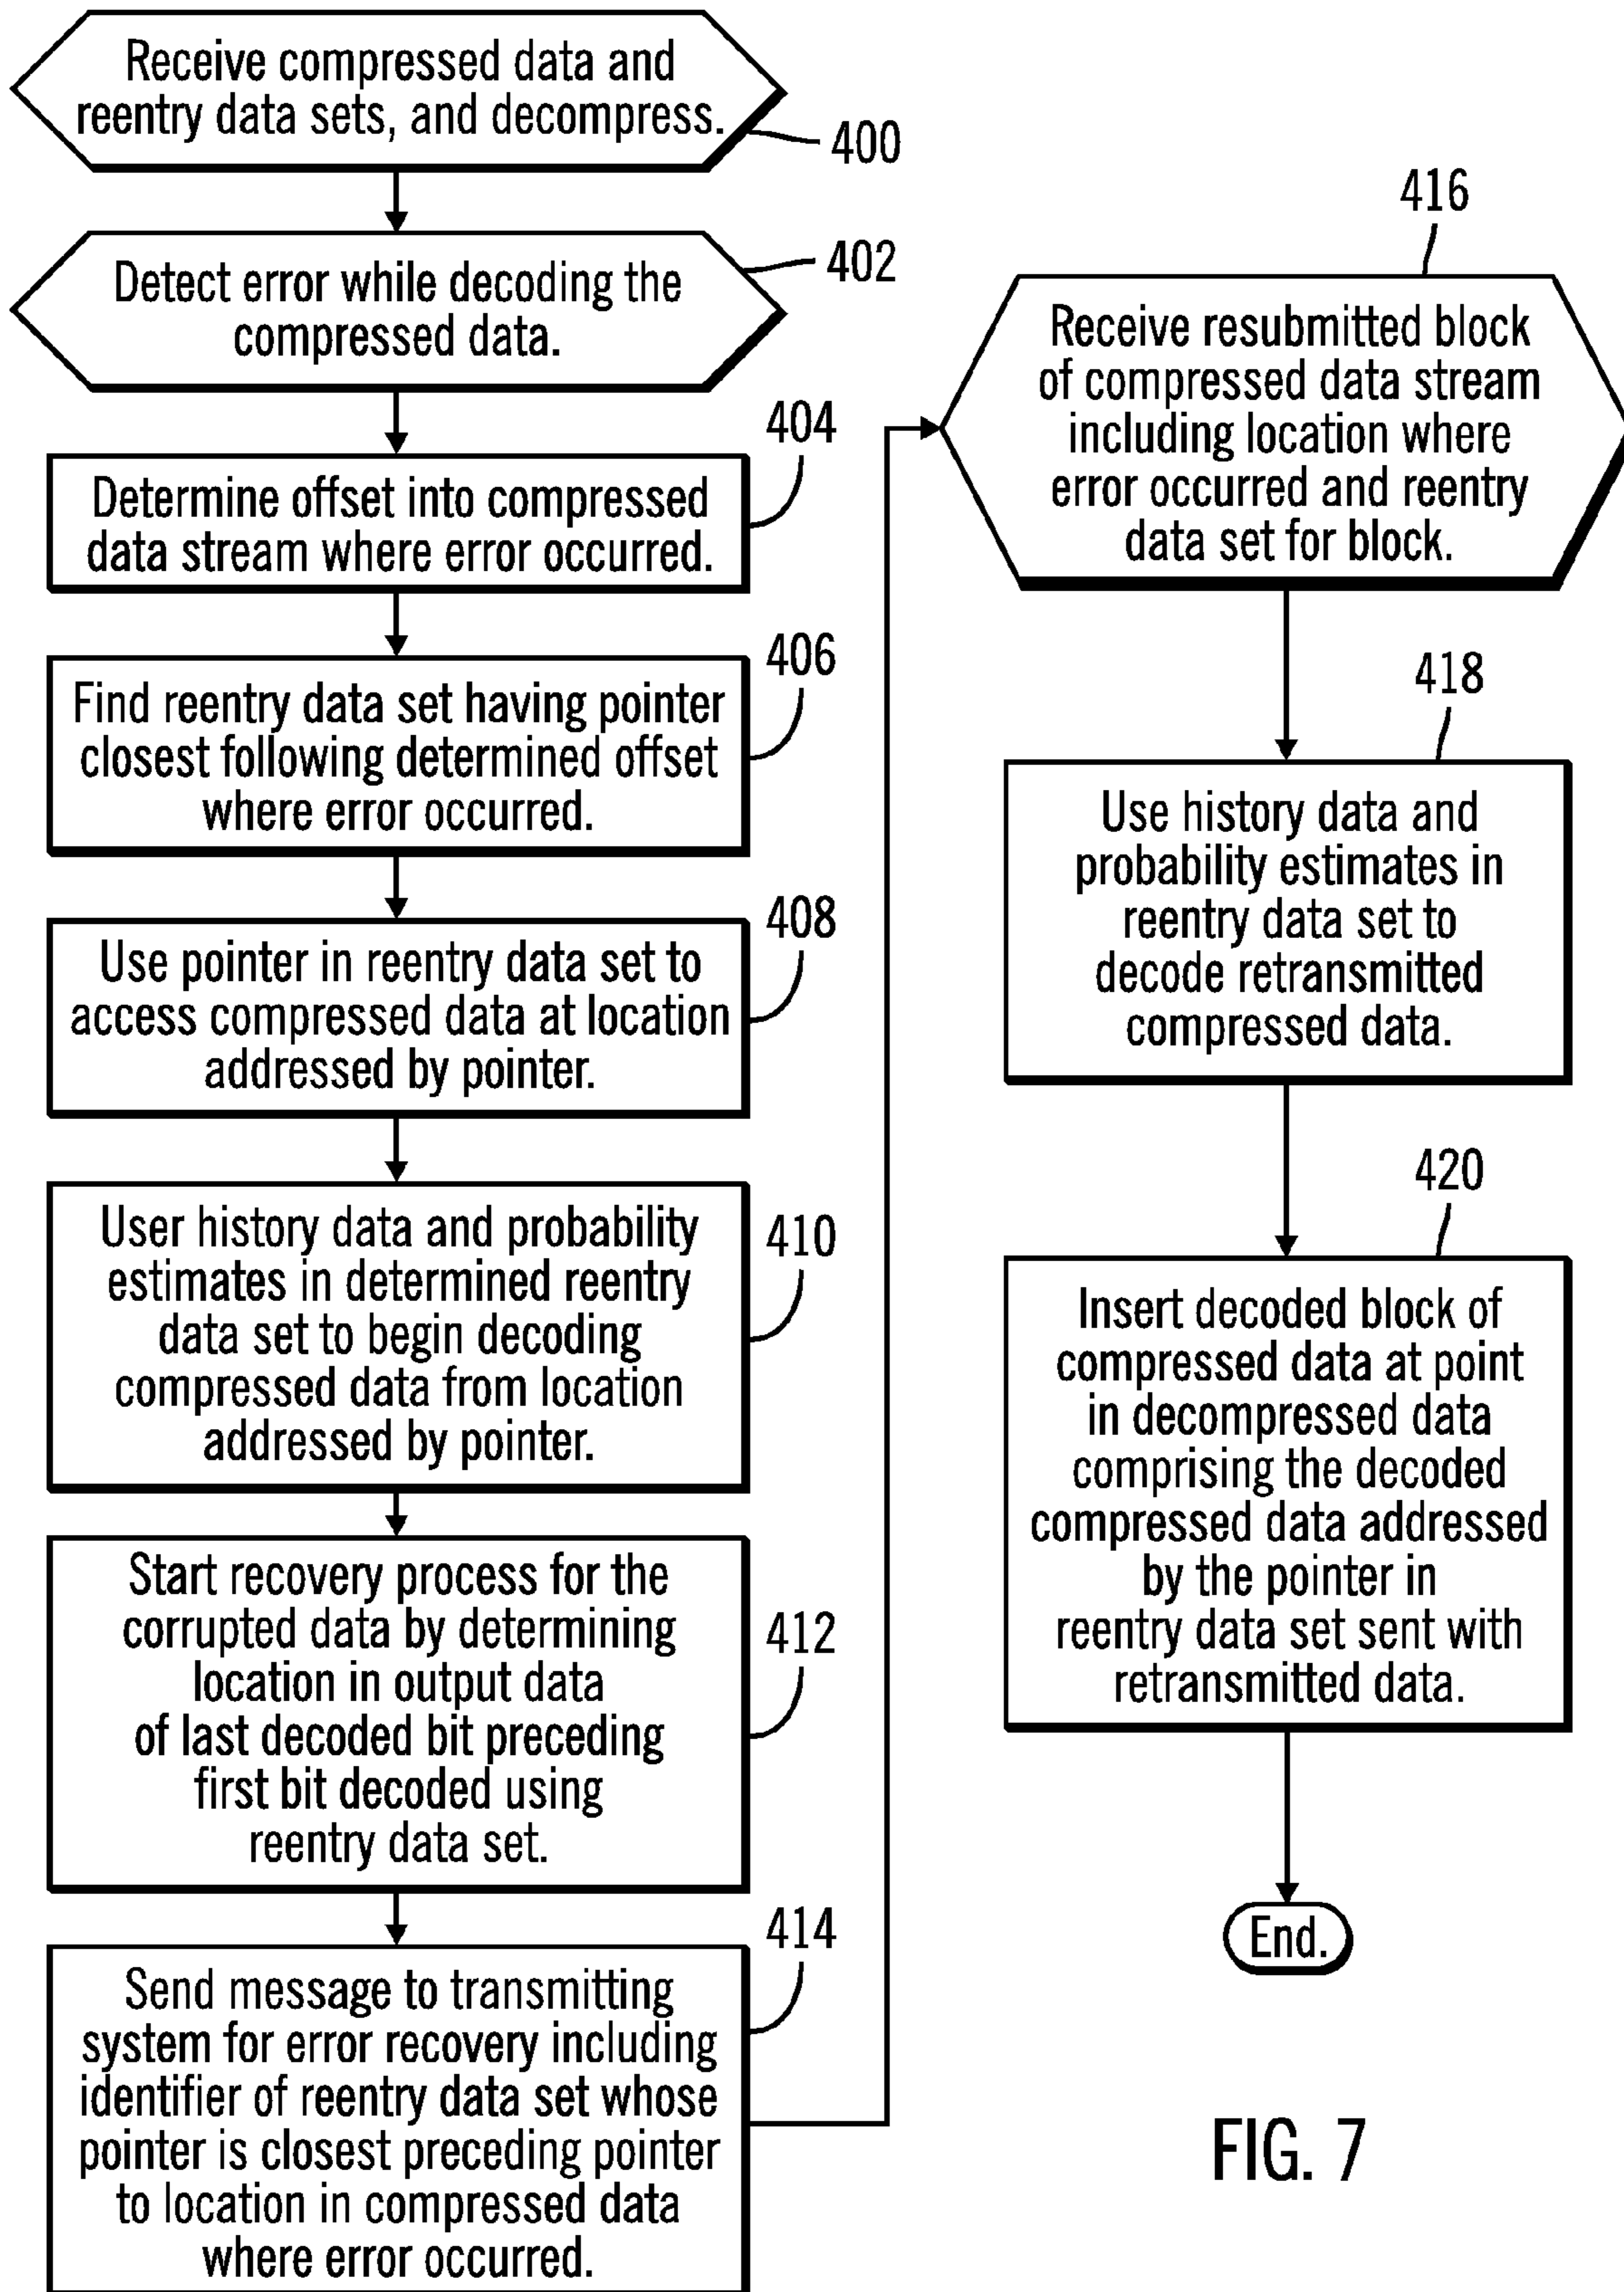 Receive compressed data and
reentry data sets, and decompress.
400
Detect error while decoding the
compressed data.
402
404
Determine offset into compressed
data stream where error occurred.
406
Find reentry data set having pointer
closest following determined offset
where error occurred.
408
Use pointer in reentry data set to
access compressed data at location
addressed by pointer.
410
User history data and probability
estimates in determined reentry
data set to begin decoding
compressed data from location
addressed by pointer.
412
Start recovery process for the
corrupted data by determining
location in output data
of last decoded bit preceding
first bit decoded using
reentry data set.
414
Send message to transmitting
system for error recovery including
identifier of reentry data set whose
pointer is closest preceding pointer
to location in compressed data
where error occurred.
416
Receive resubmitted block
of compressed data stream
including location where
error occurred and reentry
data set for block.
418
Use history data and
probability estimates in
reentry data set to
decode retransmitted
compressed data.
420
Insert decoded block of
compressed data at point
in decompressed data
comprising the decoded
compressed data addressed
by the pointer in
reentry data set sent with
retransmitted data.
End.
FIG. 7